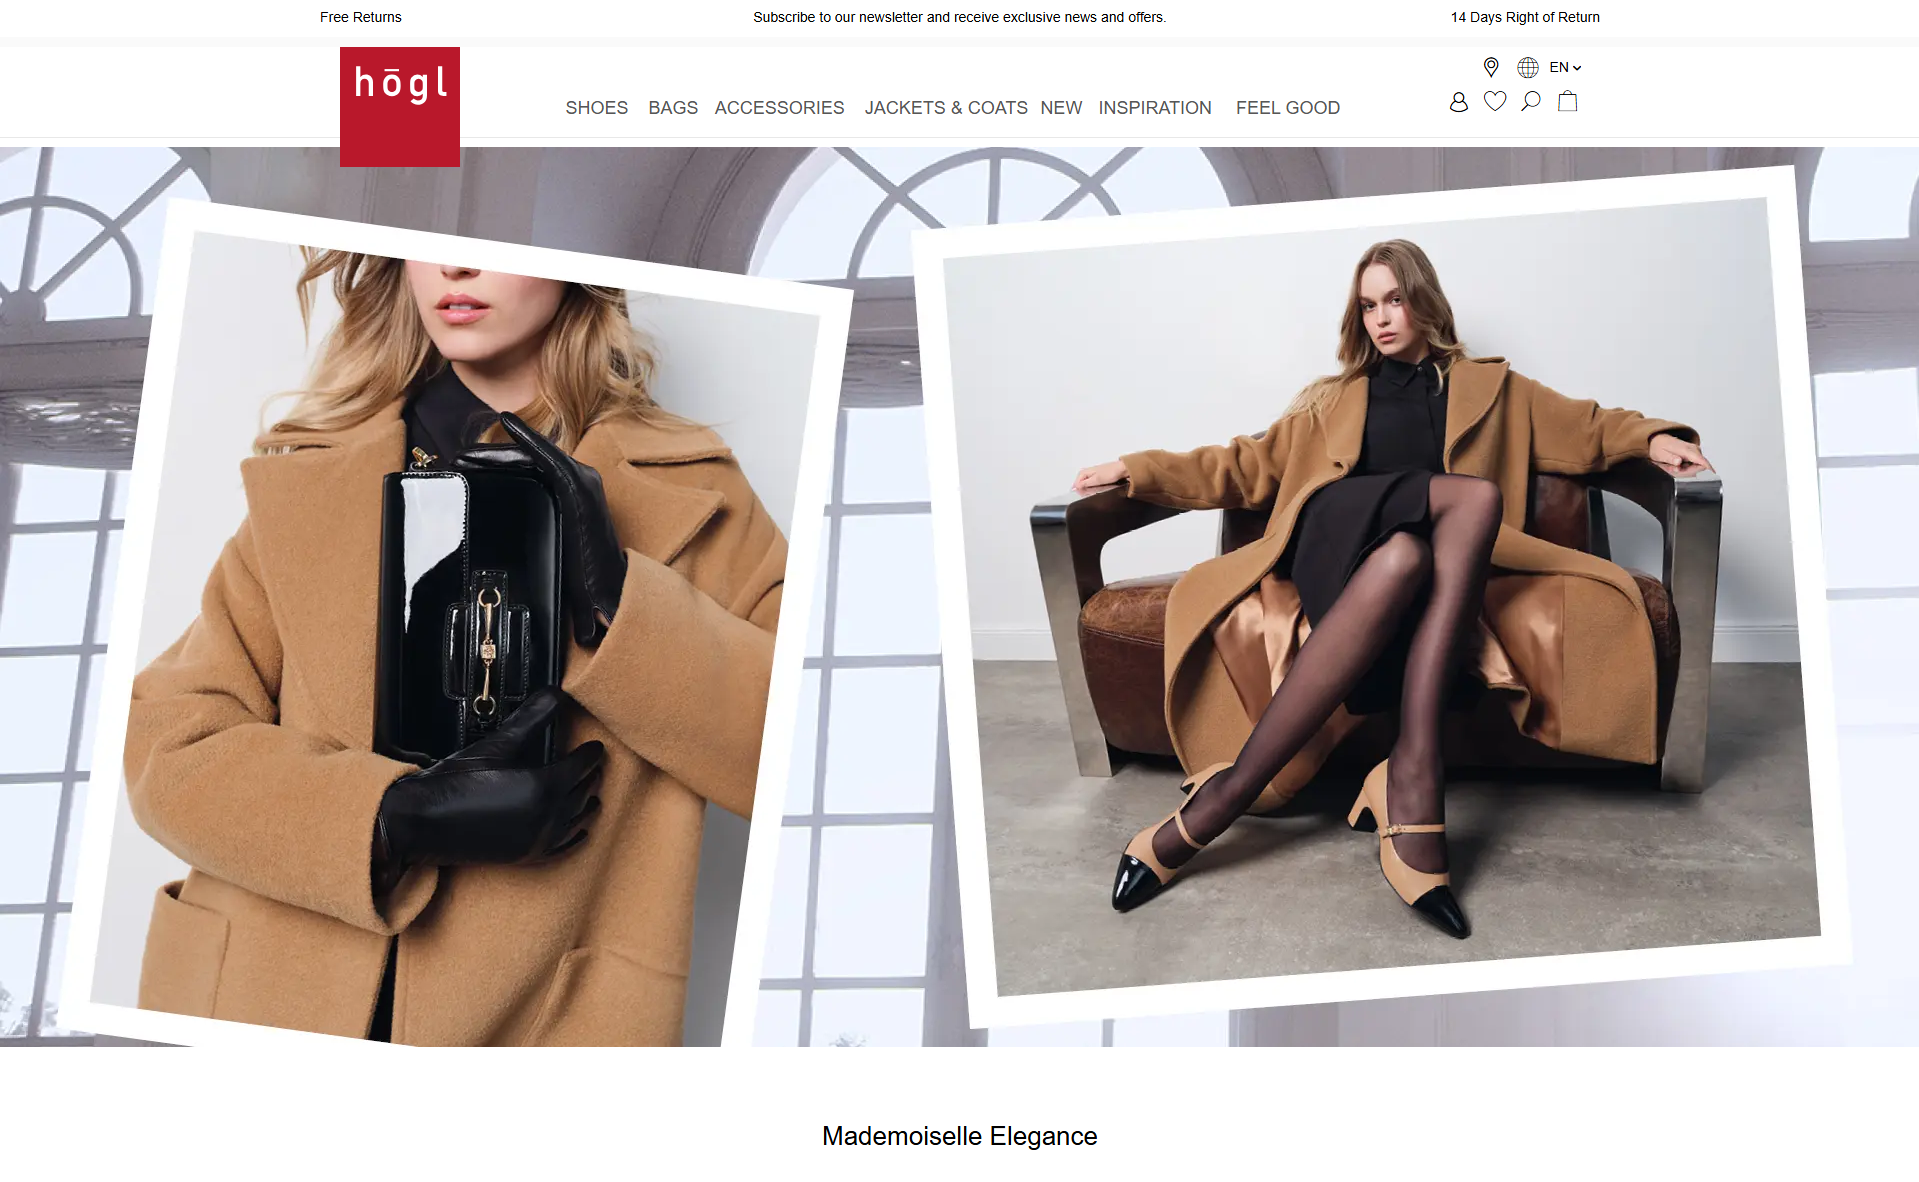 Free Returns
Subscribe to our newsletter and receive exclusive news and offers.
14 Days Right of Return
högl
EN
SHOES BAGS ACCESSORIES JACKETS & COATS NEW INSPIRATION FEEL GOOD
Mademoiselle Elegance